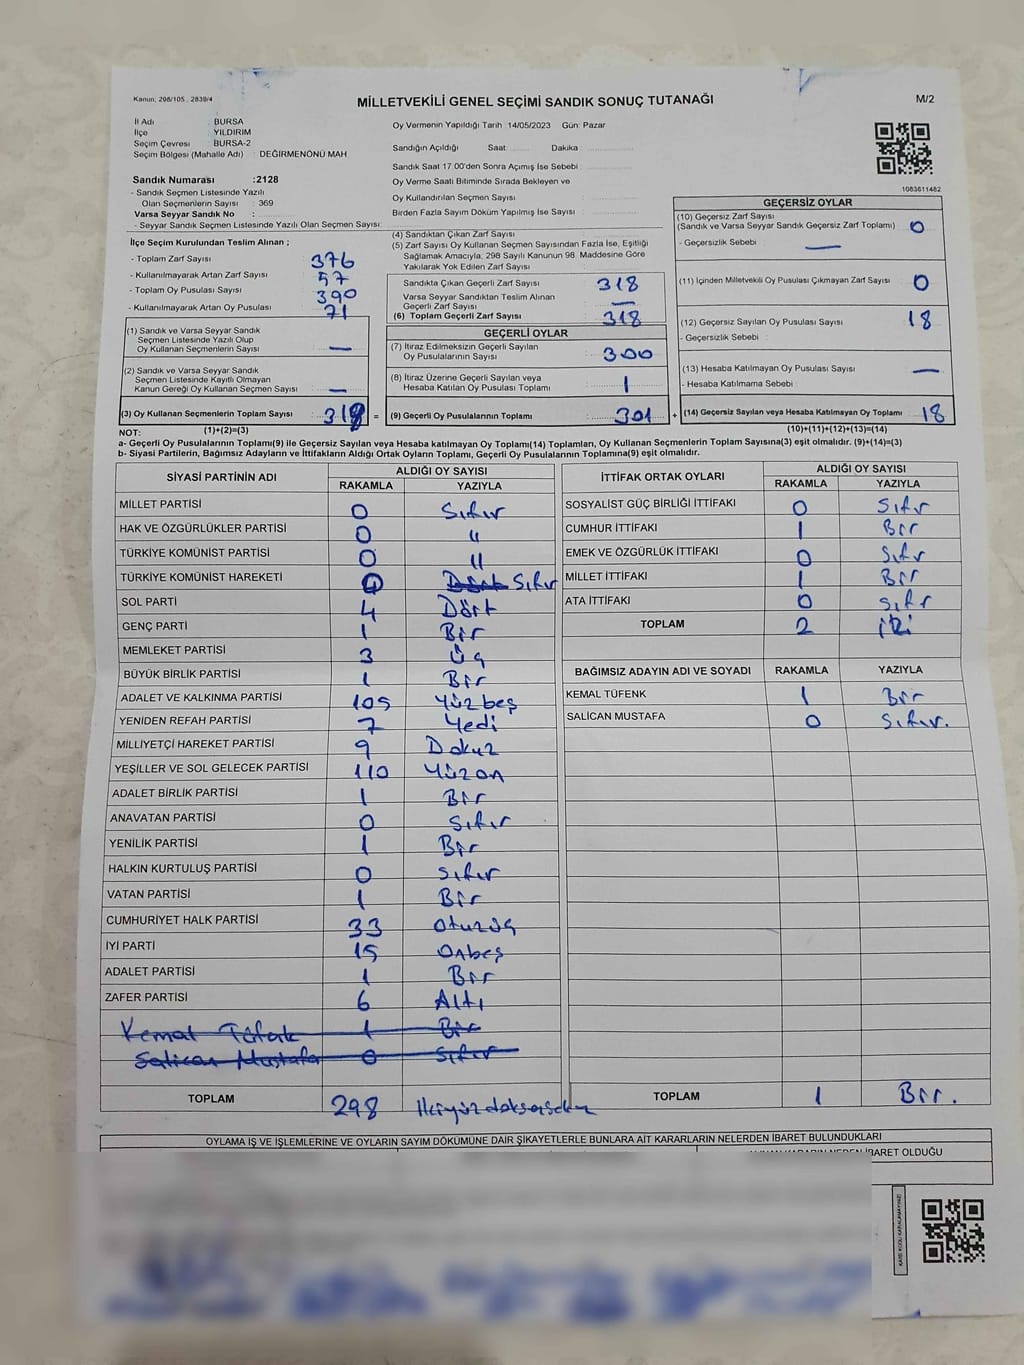 Kanun: 298/105 , 2839/4
MİLLETVEKİLİ GENEL SEÇİMİ SANDIK SONUÇ TUTANAĞI
M/2
İl Adı : BURSA
İlçe : YILDIRIM
Seçim Çevresi : BURSA-2
Seçim Bölgesi (Mahalle Adı) : DEĞİRMENÖNÜ MAH
Sandık Numarası :2128
- Sandık Seçmen Listesinde Yazılı
Olan Seçmenlerin Sayısı : 369
Varsa Seyyar Sandık No :
- Seyyar Sandık Seçmen Listesinde Yazılı Olan Seçmen Sayısı:
İlçe Seçim Kurulundan Teslim Alınan ;
- Toplam Zarf Sayısı 376
- Kullanılmayarak Artan Zarf Sayısı 57
- Toplam Oy Pusulası Sayısı 390
- Kullanılmayarak Artan Oy Pusulası 71
(1) Sandık ve Varsa Seyyar Sandık
Seçmen Listesinde Yazılı Olup
Oy Kullanan Seçmenlerin Sayısı —
(2) Sandık ve Varsa Seyyar Sandık
Seçmen Listesinde Kayıtlı Olmayan
Kanun Gereği Oy Kullanan Seçmen Sayısı —
Oy Vermenin Yapıldığı Tarih 14/05/2023 Gün: Pazar
Sandığın Açıldığı Saat: Dakika :
Sandık Saat 17.00'den Sonra Açılmış İse Sebebi :
Oy Verme Saati Bitiminde Sırada Bekleyen ve
Oy Kullandırılan Seçmen Sayısı :
Birden Fazla Sayım Döküm Yapılmış İse Sayısı :
(4) Sandıktan Çıkan Zarf Sayısı :
(5) Zarf Sayısı Oy Kullanan Seçmen Sayısından Fazla İse, Eşitliği
Sağlamak Amacıyla, 298 Sayılı Kanunun 98. Maddesine Göre
Yakılarak Yok Edilen Zarf Sayısı :
Sandıkta Çıkan Geçerli Zarf Sayısı : 318
Varsa Seyyar Sandıktan Teslim Alınan
Geçerli Zarf Sayısı : —
(6) Toplam Geçerli Zarf Sayısı : 318
GEÇERLİ OYLAR
(7) İtiraz Edilmeksizin Geçerli Sayılan
Oy Pusulalarının Sayısı : 300
(8) İtiraz Üzerine Geçerli Sayılan veya
Hesaba Katılan Oy Pusulası Toplamı : 1
1083611482
GEÇERSİZ OYLAR
(10) Geçersiz Zarf Sayısı
(Sandık ve Varsa Seyyar Sandık Geçersiz Zarf Toplamı) : 0
- Geçersizlik Sebebi : —
(11) İçinden Milletvekili Oy Pusulası Çıkmayan Zarf Sayısı : 0
(12) Geçersiz Sayılan Oy Pusulası Sayısı : 18
- Geçersizlik Sebebi :
(13) Hesaba Katılmayan Oy Pusulası Sayısı : —
- Hesaba Katılmama Sebebi :
(3) Oy Kullanan Seçmenlerin Toplam Sayısı : 319 = (9) Geçerli Oy Pusulalarının Toplamı : 301 + (14) Geçersiz Sayılan veya Hesaba Katılmayan Oy Toplamı : 18
NOT: (1)+(2)=(3) (10)+(11)+(12)+(13)=(14)
a- Geçerli Oy Pusulalarının Toplamı(9) ile Geçersiz Sayılan veya Hesaba katılmayan Oy Toplamı(14) Toplamları, Oy Kullanan Seçmenlerin Toplam Sayısına(3) eşit olmalıdır. (9)+(14)=(3)
b- Siyasi Partilerin, Bağımsız Adayların ve İttifakların Aldığı Ortak Oyların Toplamı, Geçerli Oy Pusulalarının Toplamına(9) eşit olmalıdır.
SİYASİ PARTİNİN ADI ALDIĞI OY SAYISI
RAKAMLA YAZIYLA
MİLLET PARTİSİ 0 Sıfır
HAK VE ÖZGÜRLÜKLER PARTİSİ 0 "
TÜRKİYE KOMÜNİST PARTİSİ 0 "
TÜRKİYE KOMÜNİST HAREKETİ 0 Dört Sıfır
SOL PARTİ 4 Dört
GENÇ PARTİ 1 Bir
MEMLEKET PARTİSİ 3 Üç
BÜYÜK BİRLİK PARTİSİ 1 Bir
ADALET VE KALKINMA PARTİSİ 105 Yüzbeş
YENİDEN REFAH PARTİSİ 7 Yedi
MİLLİYETÇİ HAREKET PARTİSİ 9 Dokuz
YEŞİLLER VE SOL GELECEK PARTİSİ 110 Yüzon
ADALET BİRLİK PARTİSİ 1 Bir
ANAVATAN PARTİSİ 0 Sıfır
YENİLİK PARTİSİ 1 Bir
HALKIN KURTULUŞ PARTİSİ 0 Sıfır
VATAN PARTİSİ 1 Bir
CUMHURİYET HALK PARTİSİ 33 Otuzüç
İYİ PARTİ 15 Onbeş
ADALET PARTİSİ 1 Bir
ZAFER PARTİSİ 6 Altı
Kemal Tüfek 1 Bir
Salican Mustafa 0 Sıfır
TOPLAM 298 İkiyüzdoksansekiz
İTTİFAK ORTAK OYLARI ALDIĞI OY SAYISI
RAKAMLA YAZIYLA
SOSYALİST GÜÇ BİRLİĞİ İTTİFAKI 0 Sıfır
CUMHUR İTTİFAKI 1 Bir
EMEK VE ÖZGÜRLÜK İTTİFAKI 0 Sıfır
MİLLET İTTİFAKI 1 Bir
ATA İTTİFAKI 0 Sıfır
TOPLAM 2 İki
BAĞIMSIZ ADAYIN ADI VE SOYADI RAKAMLA YAZIYLA
KEMAL TÜFENK 1 Bir
SALİCAN MUSTAFA 0 Sıfır.
TOPLAM 1 Bir.
OYLAMA İŞ VE İŞLEMLERİNE VE OYLARIN SAYIM DÖKÜMÜNE DAİR ŞİKAYETLERLE BUNLARA AİT KARARLARIN NELERDEN İBARET BULUNDUKLARI
İBARET OLDUĞU